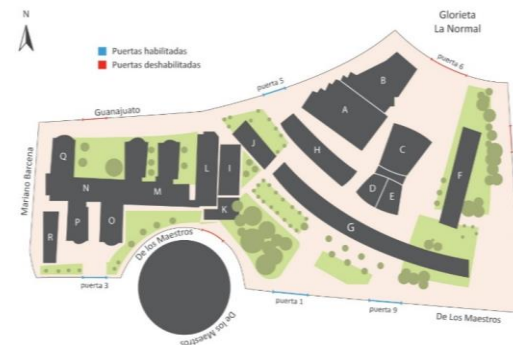 N
Glorieta
La Normal
Puertas habilitadas
Puertas deshabilitadas
puerta 6
puerta 5
Guanajuato
Mariano Barcena
A
B
C
D
E
F
G
H
I
J
K
L
M
N
O
P
Q
R
De los Maestros
De los Maestros
puerta 3
puerta 1
puerta 9
De Los Maestros